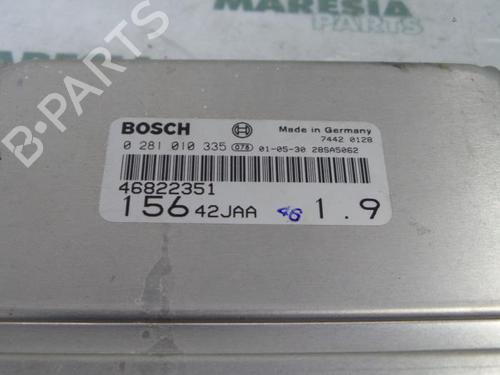 MARESIA
PARTS
BOSCH
Made in Germany
7442 0128
0 281 010 335 078 01-05-30 28SA5062
46822351
156 42JAA 46 1.9
B-PARTS